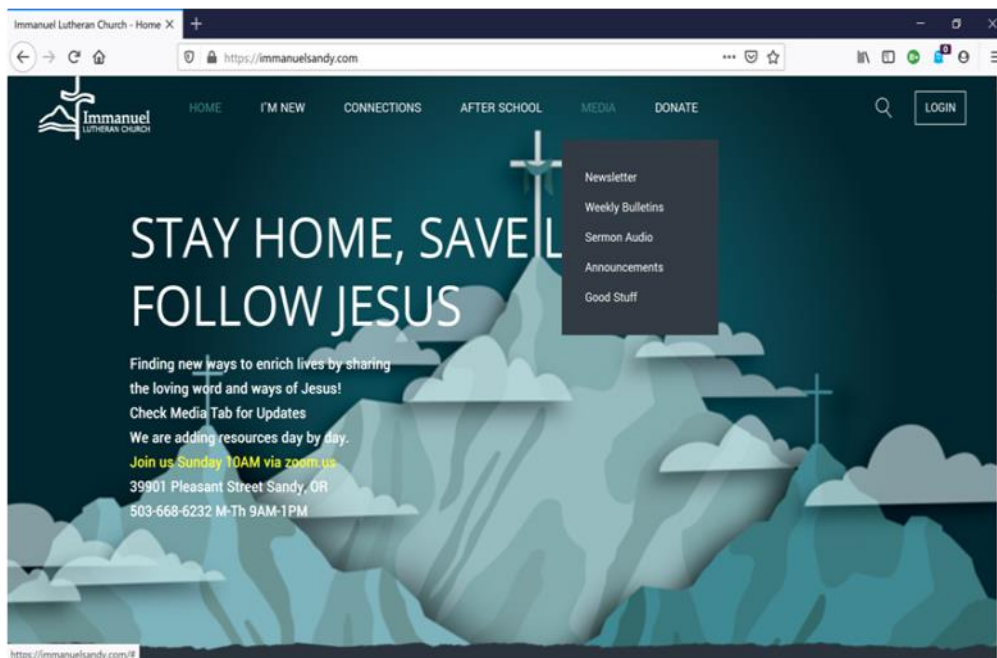 Immanuel Lutheran Church - Home
https://immanuelsandy.com
0
Immanuel
LUTHERAN CHURCH
HOME I'M NEW CONNECTIONS AFTER SCHOOL MEDIA DONATE
LOGIN
Newsletter
Weekly Bulletins
Sermon Audio
Announcements
Good Stuff
STAY HOME, SAVE L
FOLLOW JESUS
Finding new ways to enrich lives by sharing
the loving word and ways of Jesus!
Check Media Tab for Updates
We are adding resources day by day.
Join us Sunday 10AM via zoom.us
39901 Pleasant Street Sandy, OR
503-668-6232 M-Th 9AM-1PM
https://immanuelsandy.com/#